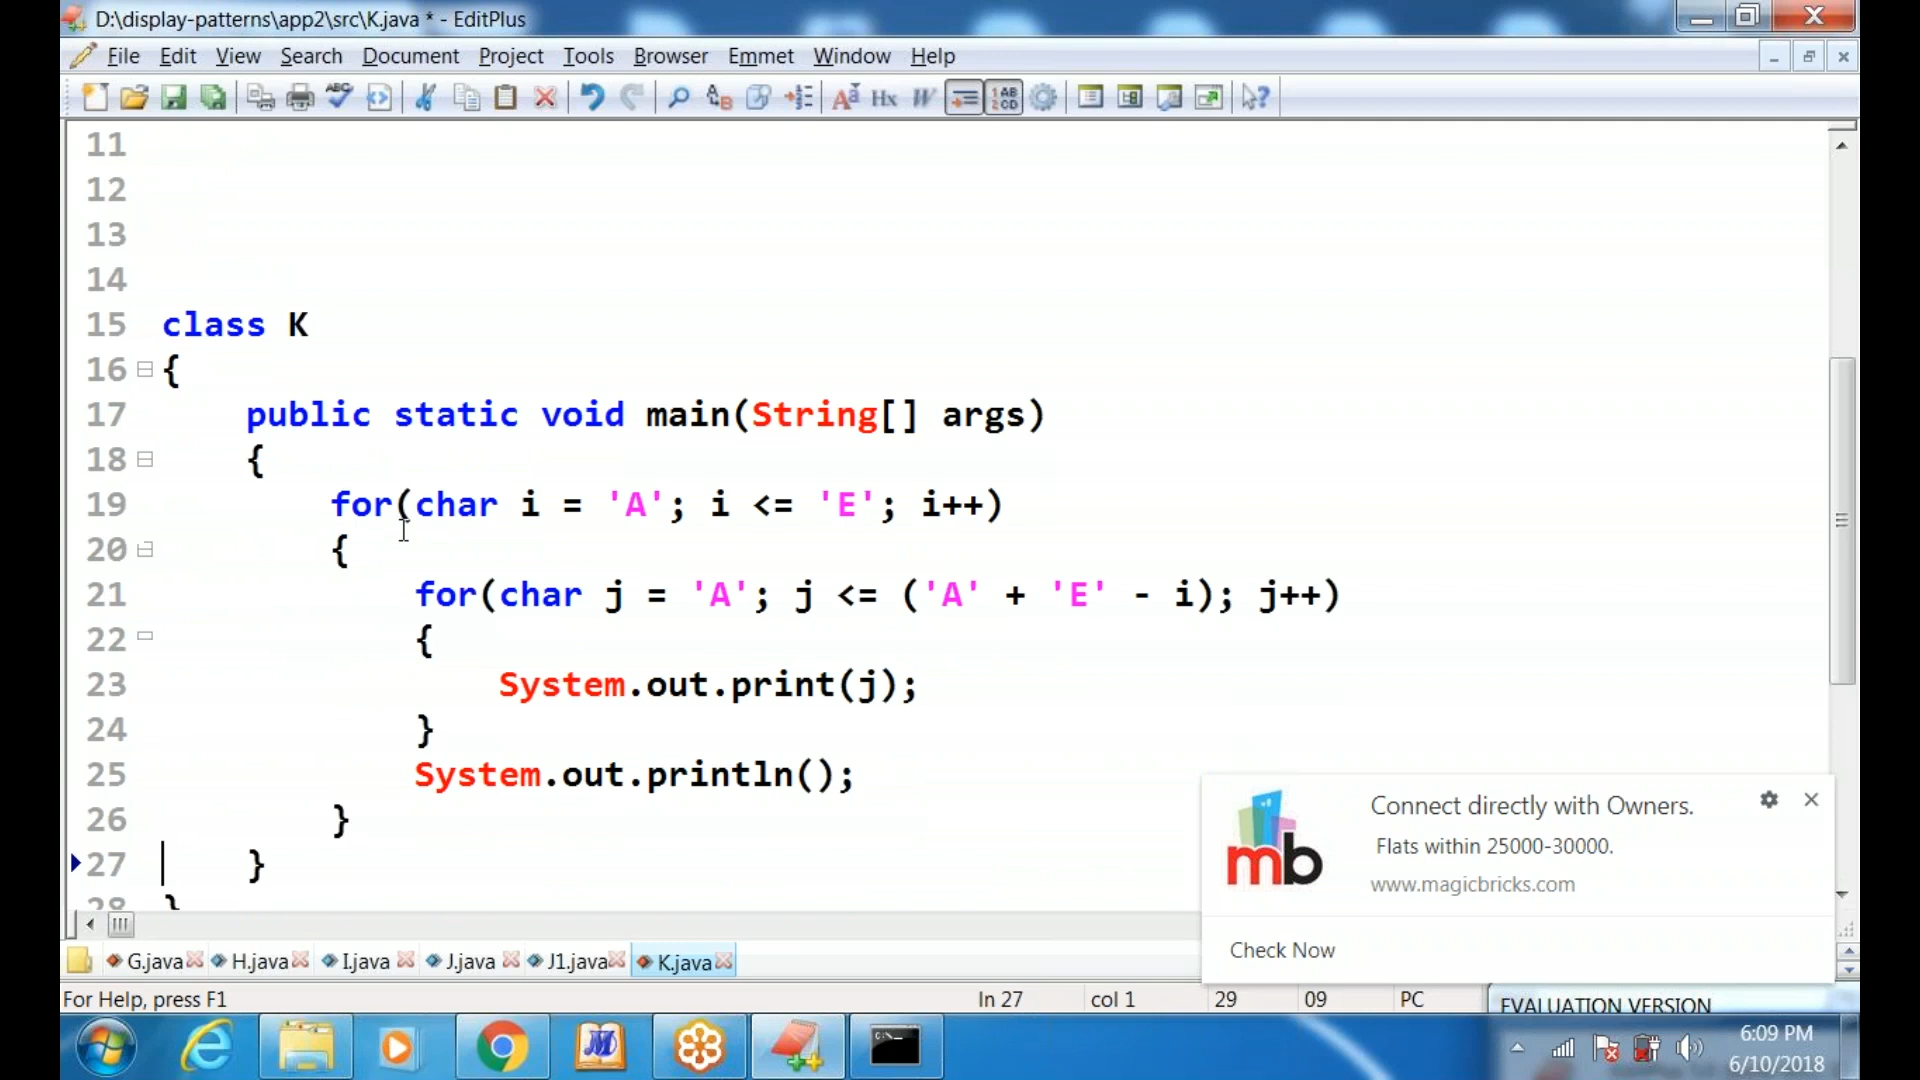 D:\display-patterns\app2\src\K.java * - EditPlus
File Edit View Search Document Project Tools Browser Emmet Window Help
11
12
13
14
15 class K
16 {
17 public static void main(String[] args)
18 {
19 for(char i = 'A'; i <= 'E'; i++)
20 {
21 for(char j = 'A'; j <= ('A' + 'E' - i); j++)
22 {
23 System.out.print(j);
24 }
25 System.out.println();
26 }
27 }
28 }
mb
Connect directly with Owners.
Flats within 25000-30000.
www.magicbricks.com
Check Now
G.java H.java I.java J.java J1.java K.java
For Help, press F1 ln 27 col 1 29 09 PC EVALUATION VERSION
6:09 PM
6/10/2018